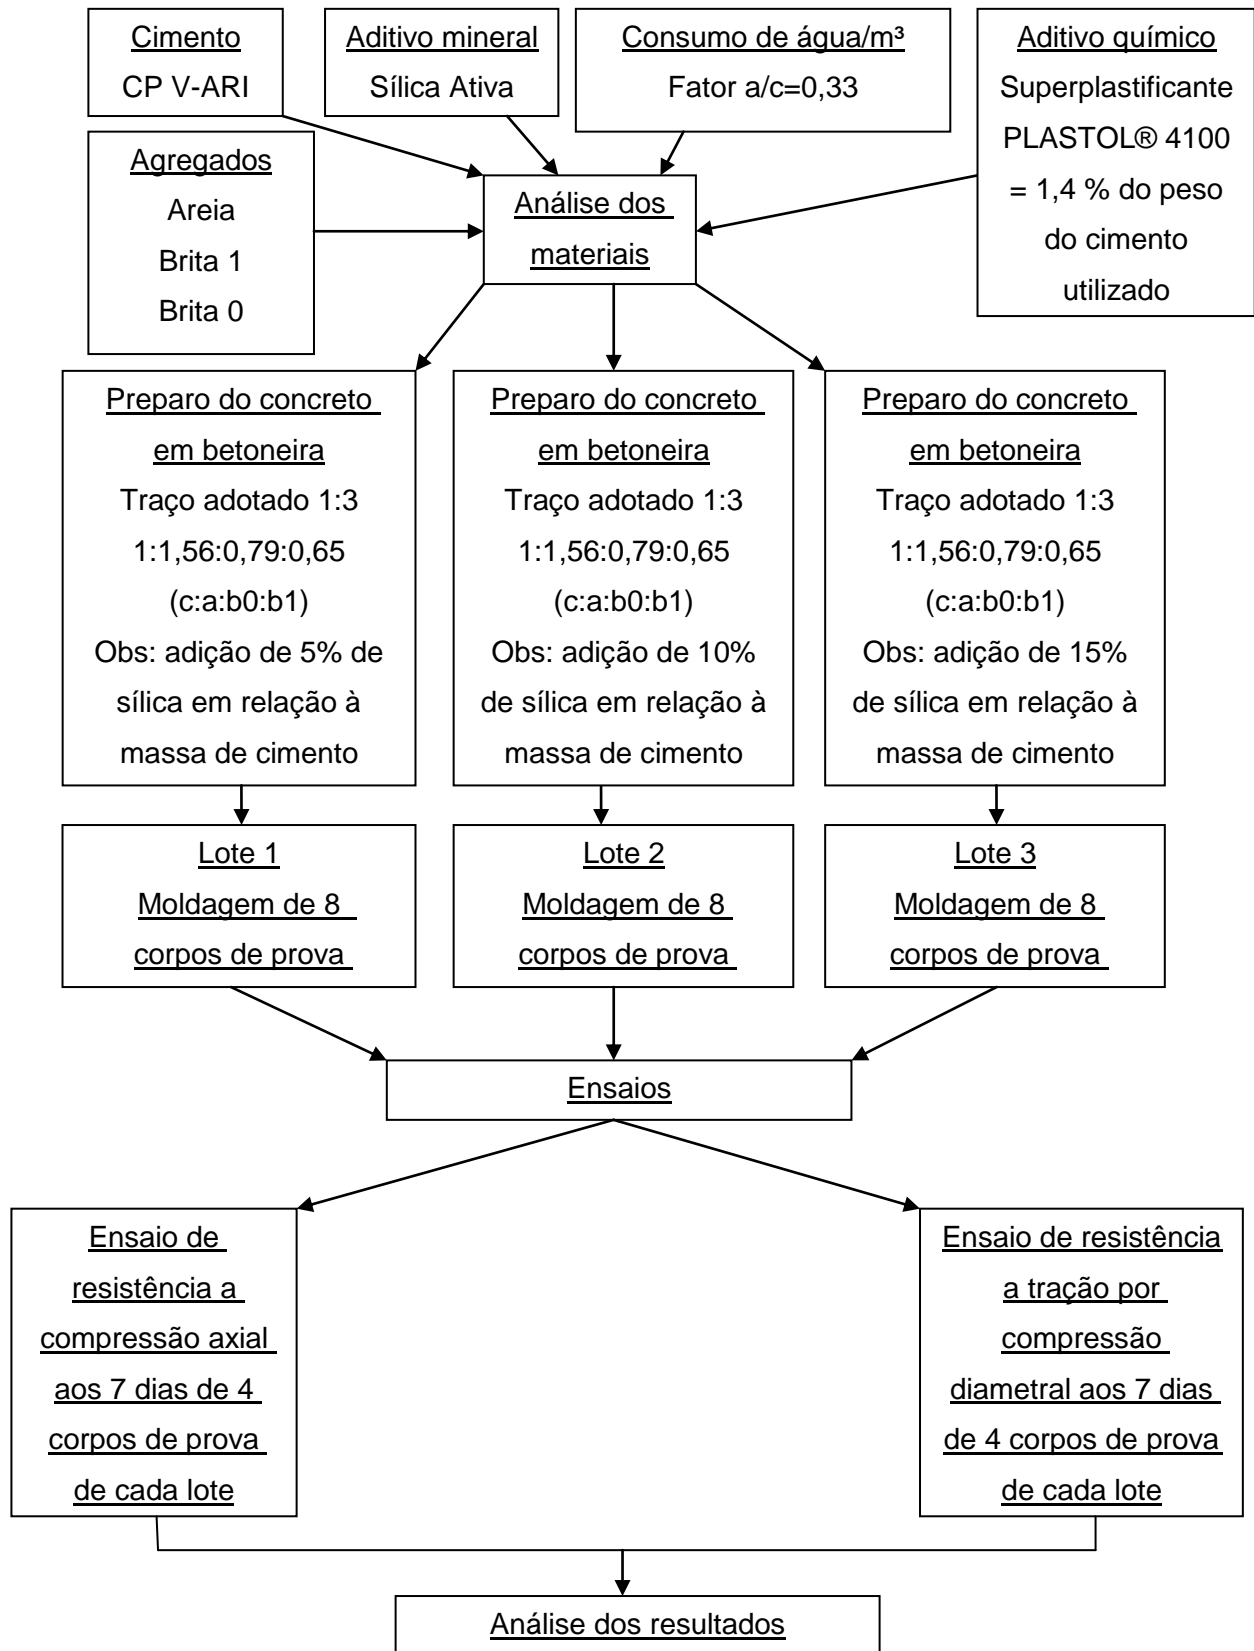 Cimento
CP V-ARI
Aditivo mineral
Sílica Ativa
Consumo de água/m³
Fator a/c=0,33
Aditivo químico
Superplastificante
PLASTOL® 4100
= 1,4 % do peso
do cimento
utilizado
Agregados
Areia
Brita 1
Brita 0
Análise dos
materiais
Preparo do concreto
em betoneira
Traço adotado 1:3
1:1,56:0,79:0,65
(c:a:b0:b1)
Obs: adição de 5% de
sílica em relação à
massa de cimento
Preparo do concreto
em betoneira
Traço adotado 1:3
1:1,56:0,79:0,65
(c:a:b0:b1)
Obs: adição de 10%
de sílica em relação à
massa de cimento
Preparo do concreto
em betoneira
Traço adotado 1:3
1:1,56:0,79:0,65
(c:a:b0:b1)
Obs: adição de 15%
de sílica em relação à
massa de cimento
Lote 1
Moldagem de 8
corpos de prova
Lote 2
Moldagem de 8
corpos de prova
Lote 3
Moldagem de 8
corpos de prova
Ensaios
Ensaio de
resistência a
compressão axial
aos 7 dias de 4
corpos de prova
de cada lote
Ensaio de resistência
a tração por
compressão
diametral aos 7 dias
de 4 corpos de prova
de cada lote
Análise dos resultados